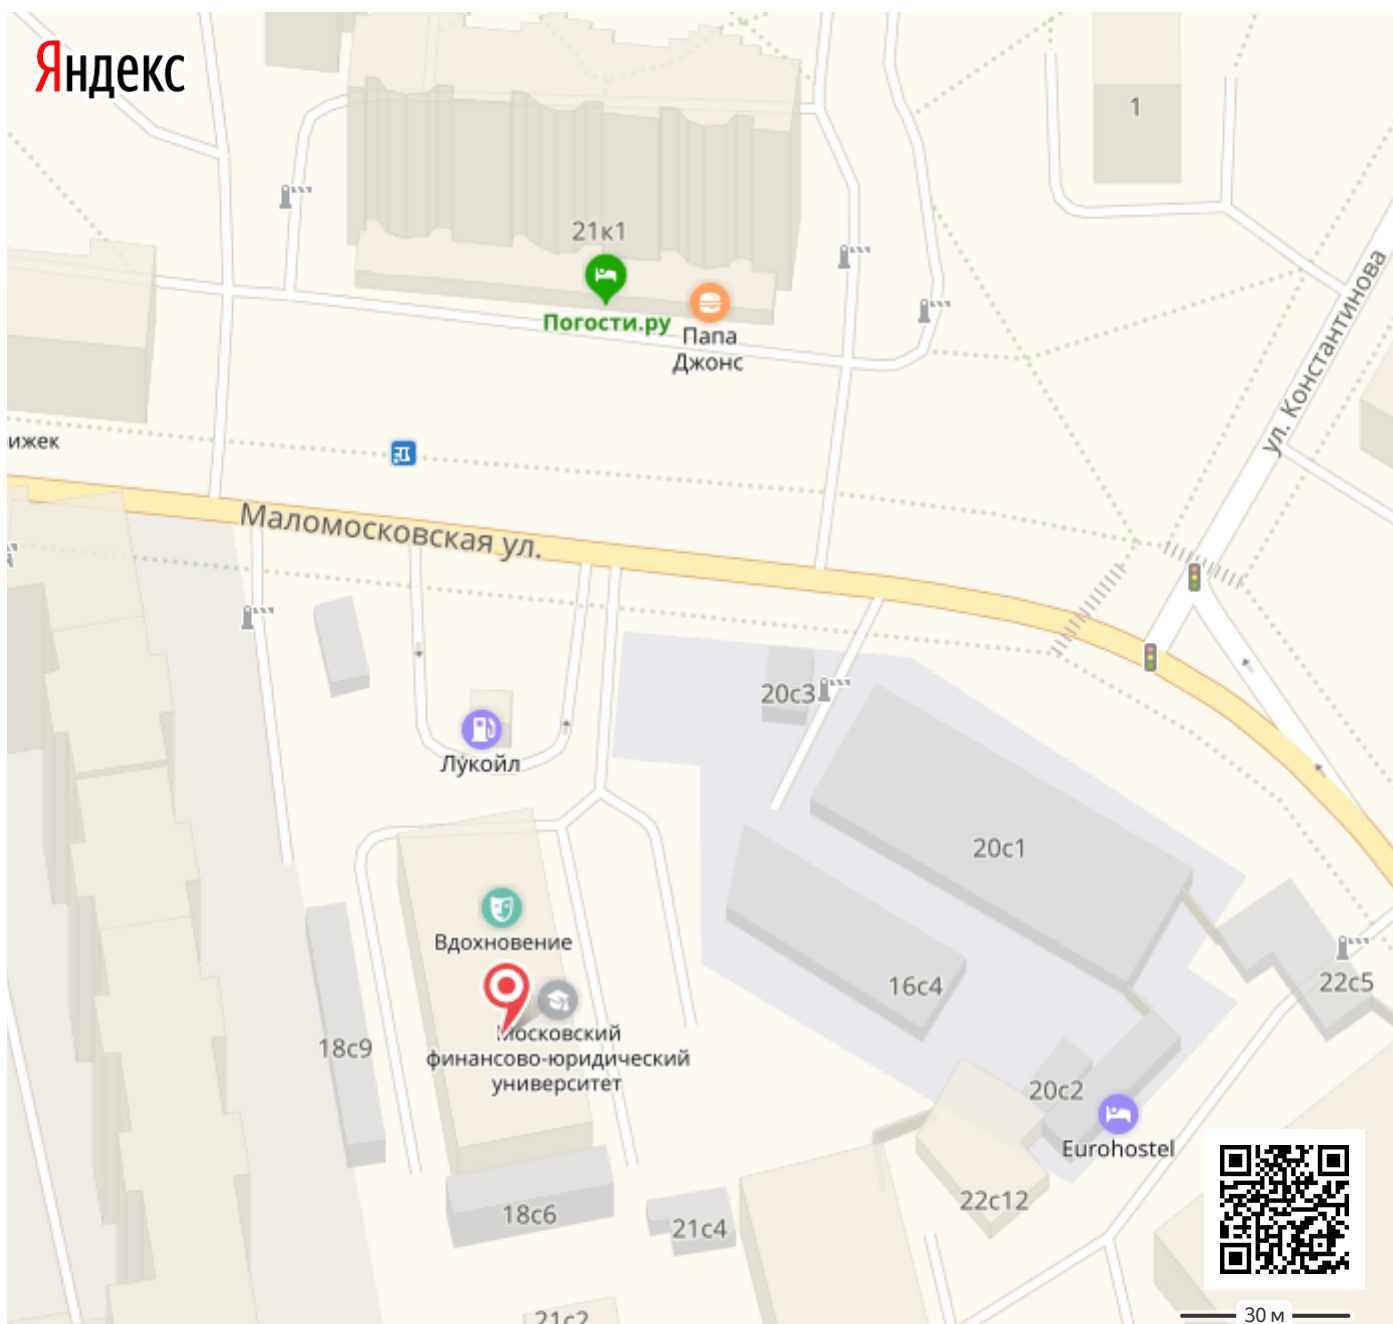 Яндекс
1
21к1
Погости.ру
Папа
Джонс
ул. Константинова
ижек
Маломосковская ул.
20с3
Лукойл
20с1
Вдохновение
16с4
22с5
Московский
финансово-юридический
университет
18с9
20с2
Eurohostel
22с12
18с6
21с4
21с2
30 м